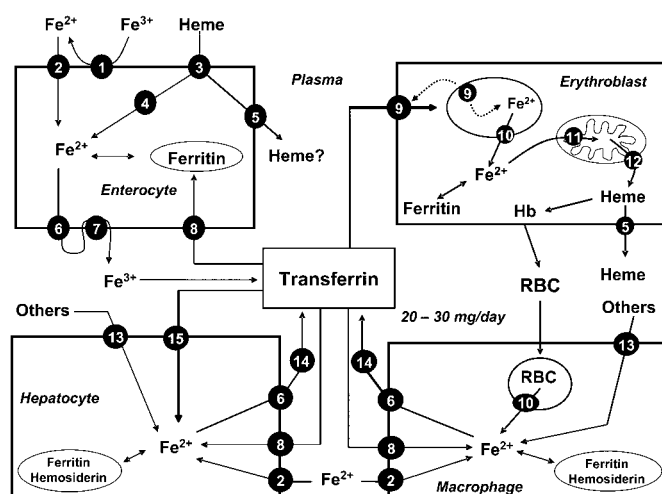 Fe2+ Fe3+ Heme
2 1 3
Plasma
Erythroblast
4 5
9 9 Fe2+
10 11 12
Fe2+ Ferritin Heme?
Enterocyte
Fe2+
Ferritin Hb Heme
6 7 8
5
Fe3+ Transferrin RBC Heme
Others 20 – 30 mg/day Others
13 15 14 14 13
Hepatocyte
RBC
6 6 10
Fe2+ 8 8 Fe2+
Ferritin
Hemosiderin
2 Fe2+ 2
Ferritin
Hemosiderin
Macrophage